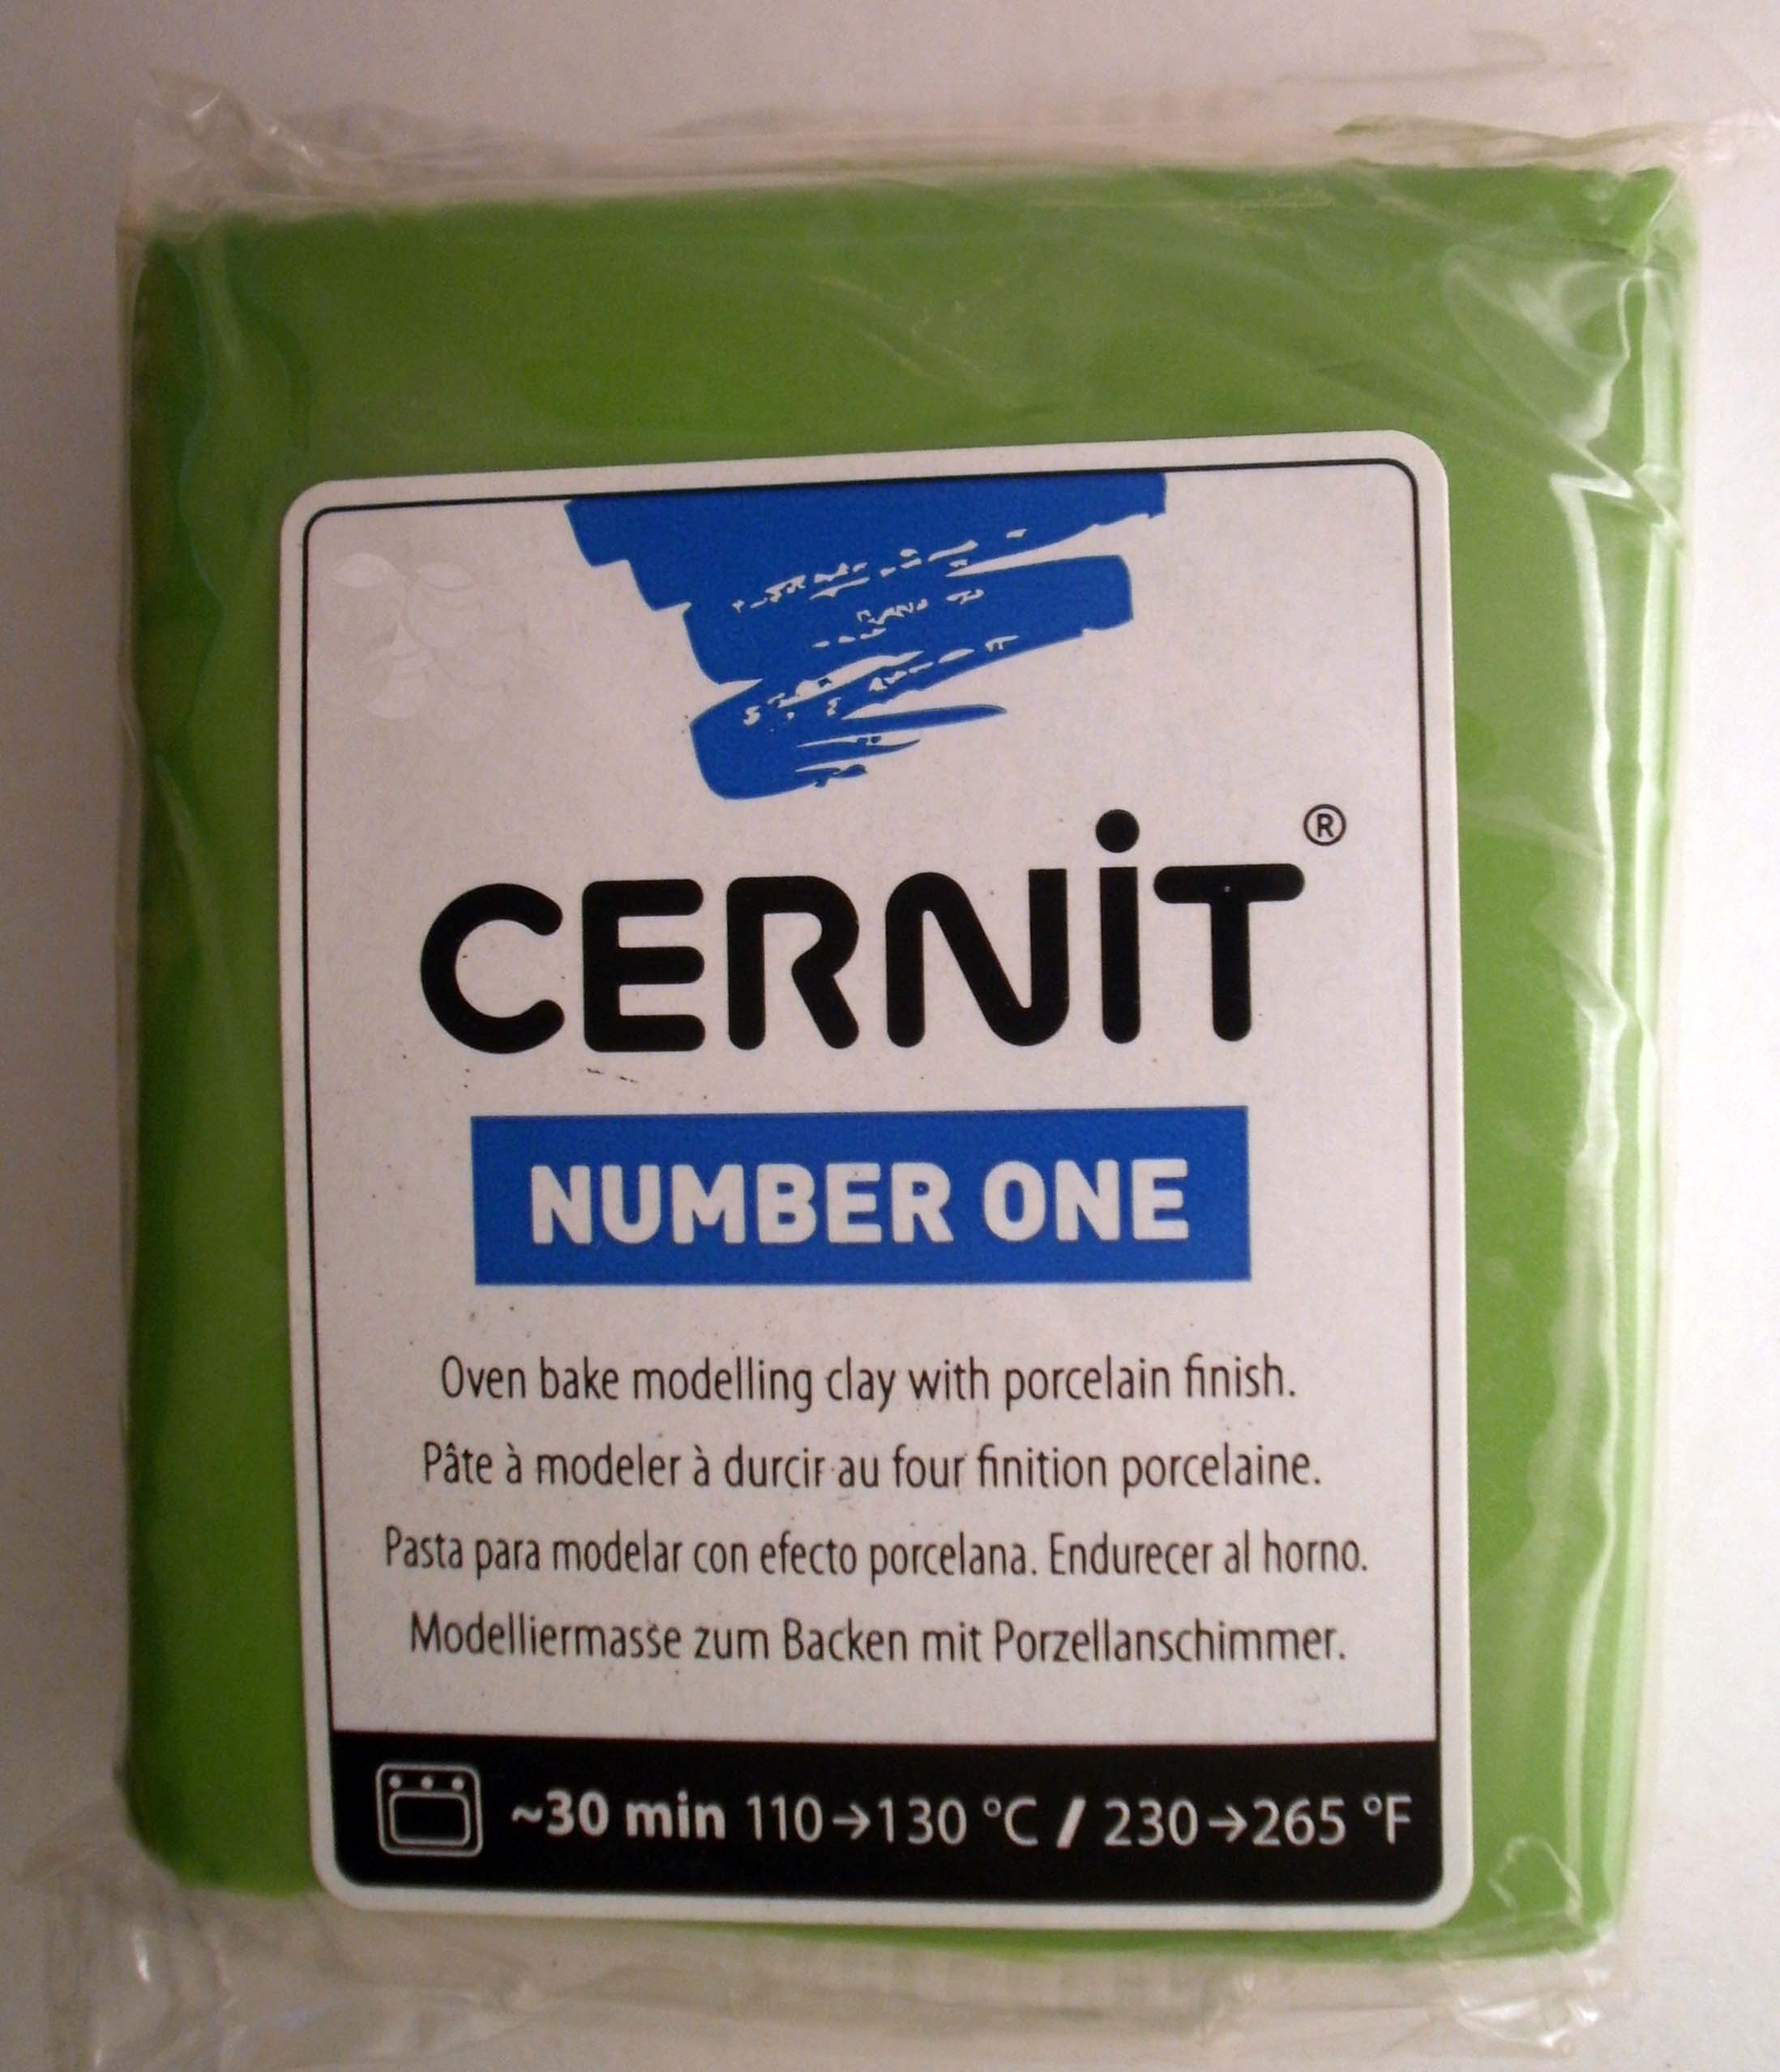 CERNiT®
NUMBER ONE
Oven bake modelling clay with porcelain finish.
Pâte à modeler à durcir au four finition porcelaine.
Pasta para modelar con efecto porcelana. Endurecer al horno.
Modelliermasse zum Backen mit Porzellanschimmer.
~30 min 110→130 °C / 230→265 °F